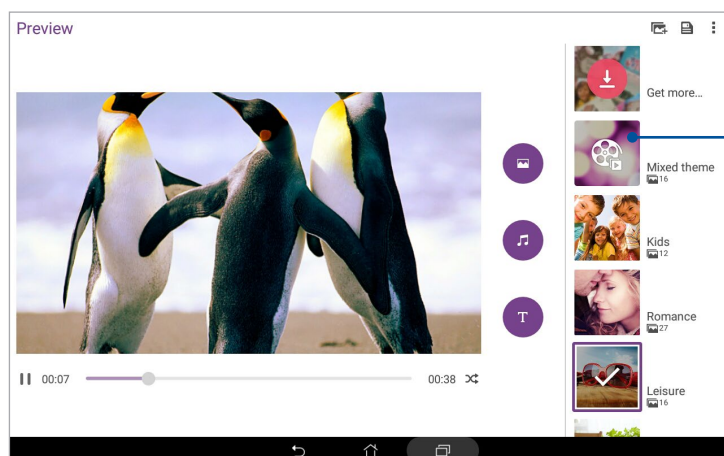 Preview
Get more...
Mixed theme
16
Kids
12
T
Romance
27
00:07
00:38
Leisure
16